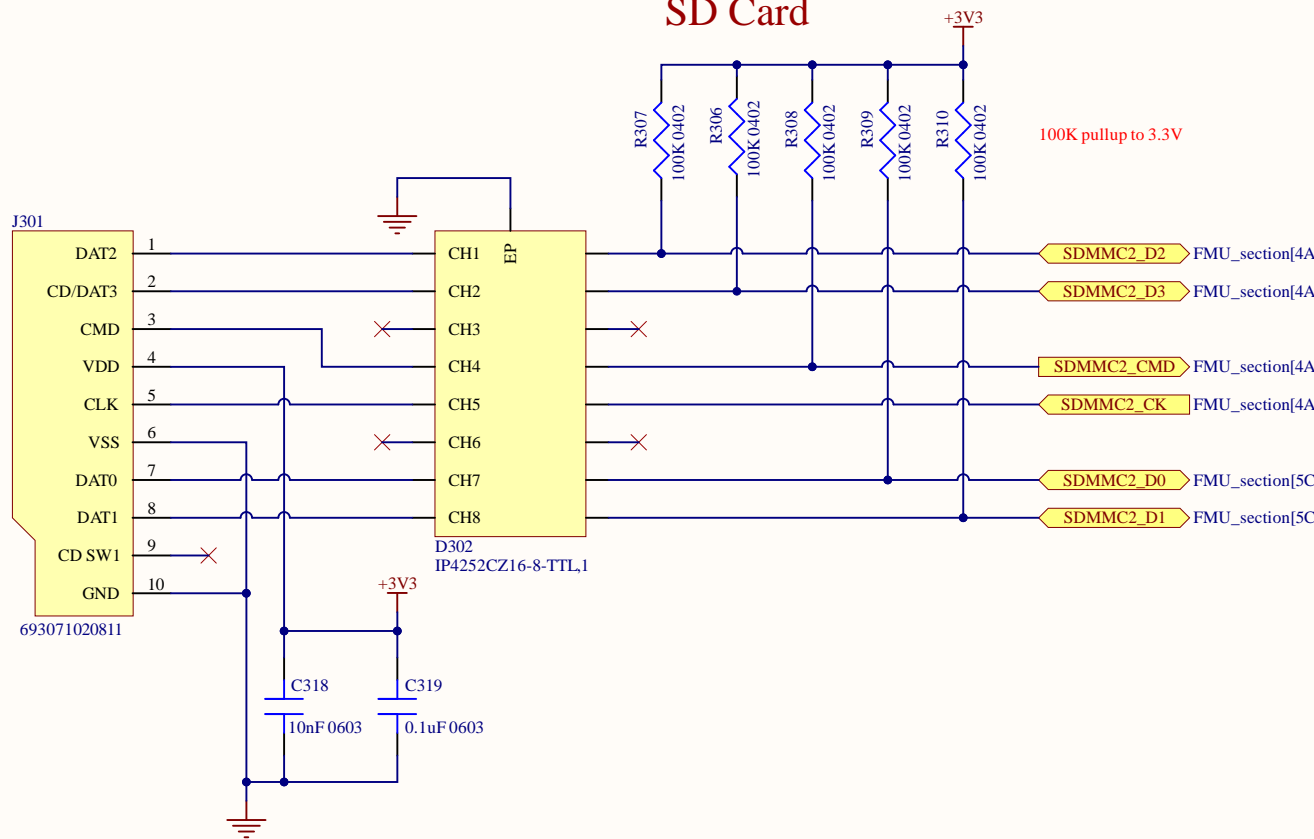 SD Card
+3V3
R307
100K 0402
R306
100K 0402
R308
100K 0402
R309
100K 0402
R310
100K 0402
100K pullup to 3.3V
J301
DAT2 1
CD/DAT3 2
CMD 3
VDD 4
CLK 5
VSS 6
DAT0 7
DAT1 8
CD SW1 9
GND 10
693071020811
EP
CH1
CH2
CH3
CH4
CH5
CH6
CH7
CH8
D302
IP4252CZ16-8-TTL,1
SDMMC2_D2 FMU_section[4A
SDMMC2_D3 FMU_section[4A
SDMMC2_CMD FMU_section[4A
SDMMC2_CK FMU_section[4A
SDMMC2_D0 FMU_section[5C
SDMMC2_D1 FMU_section[5C
+3V3
C318
10nF 0603
C319
0.1uF 0603